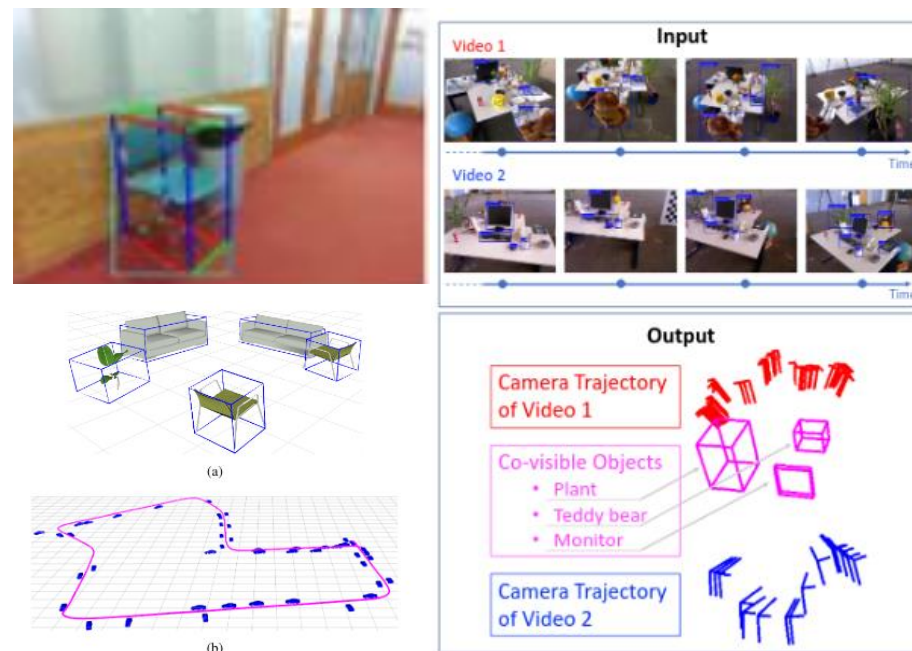 (a)
(b)
Input
Video 1
Time
Video 2
Time
Output
Camera Trajectory
of Video 1
Co-visible Objects
• Plant
• Teddy bear
• Monitor
Camera Trajectory
of Video 2